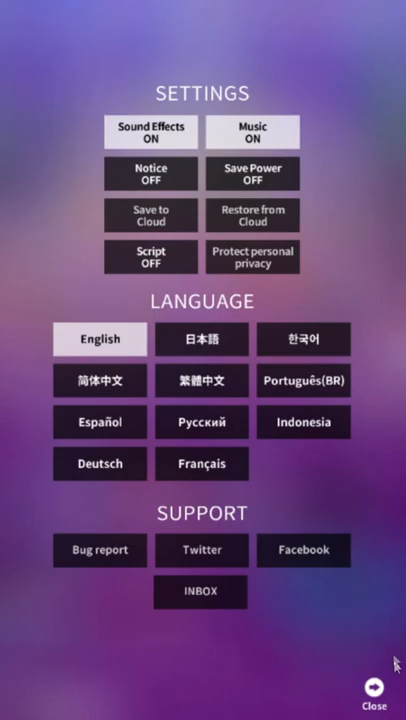 SETTINGS
Sound Effects
ON
Music
ON
Notice
OFF
Save Power
OFF
Save to
Cloud
Restore from
Cloud
Script
OFF
Protect personal
privacy
LANGUAGE
English
日本語
한국어
简体中文
繁體中文
Português(BR)
Español
Русский
Indonesia
Deutsch
Français
SUPPORT
Bug report
Twitter
Facebook
INBOX
Close